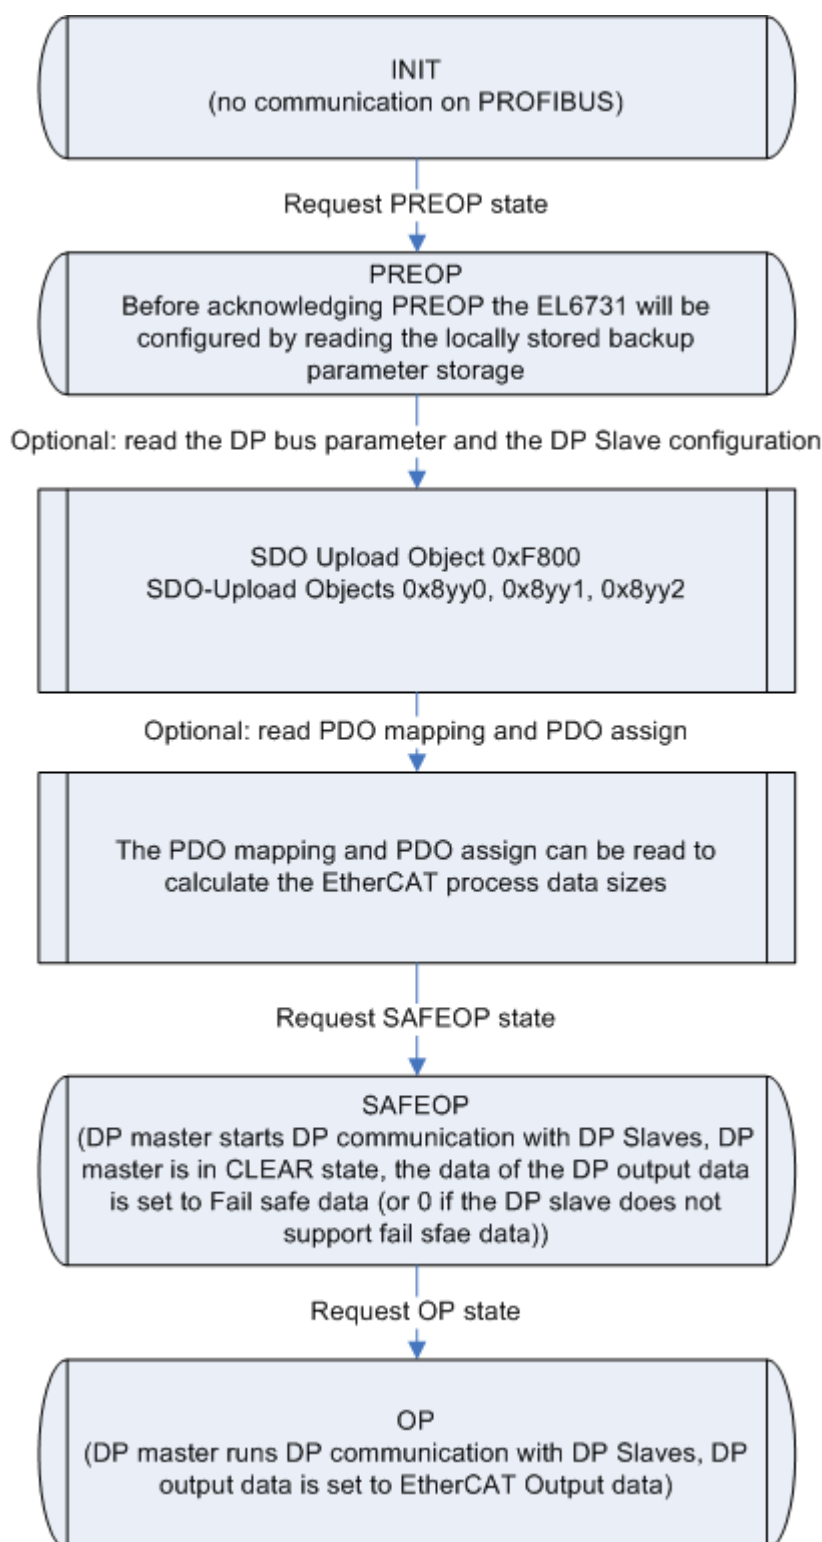 INIT
(no communication on PROFIBUS)
Request PREOP state
PREOP
Before acknowledging PREOP the EL6731 will be
configured by reading the locally stored backup
parameter storage
Optional: read the DP bus parameter and the DP Slave configuration
SDO Upload Object 0xF800
SDO-Upload Objects 0x8yy0, 0x8yy1, 0x8yy2
Optional: read PDO mapping and PDO assign
The PDO mapping and PDO assign can be read to
calculate the EtherCAT process data sizes
Request SAFEOP state
SAFEOP
(DP master starts DP communication with DP Slaves, DP
master is in CLEAR state, the data of the DP output data
is set to Fail safe data (or 0 if the DP slave does not
support fail sfae data))
Request OP state
OP
(DP master runs DP communication with DP Slaves, DP
output data is set to EtherCAT Output data)